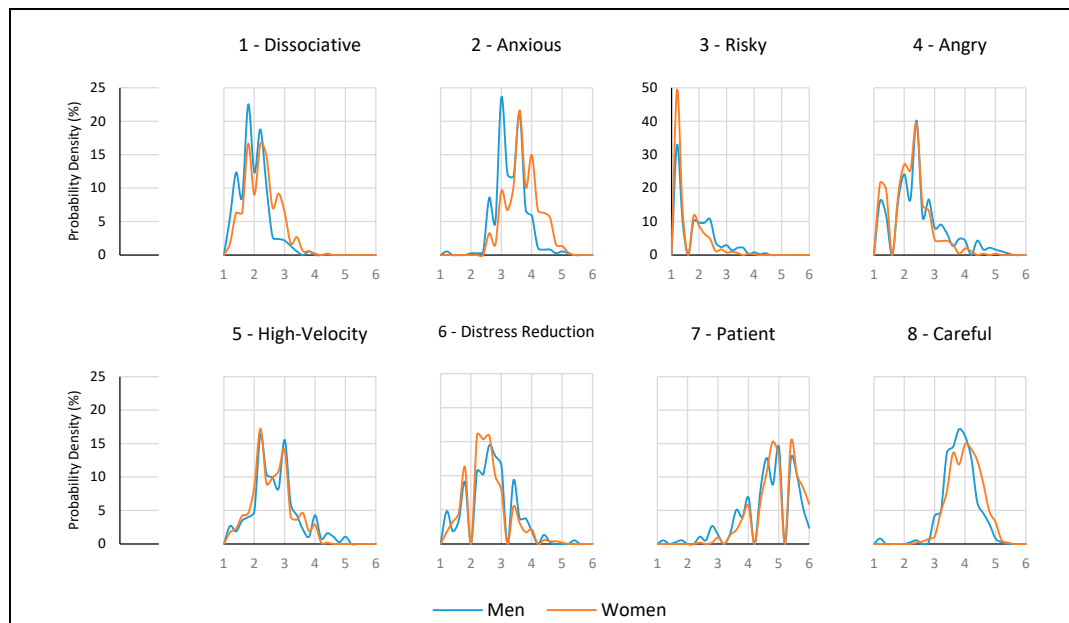 1 - Dissociative
2 - Anxious
3 - Risky
4 - Angry
Probability Density (%)
25
20
15
10
5
0
1 2 3 4 5 6
1 2 3 4 5 6
50
40
30
20
10
0
1 2 3 4 5 6
1 2 3 4 5 6
5 - High-Velocity
6 - Distress Reduction
7 - Patient
8 - Careful
Probability Density (%)
25
20
15
10
5
0
1 2 3 4 5 6
1 2 3 4 5 6
1 2 3 4 5 6
1 2 3 4 5 6
Men
Women